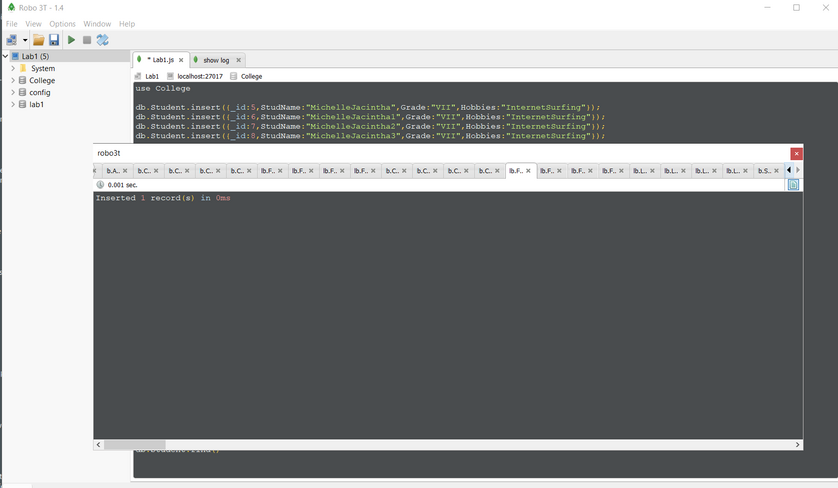 Robo 3T - 1.4
File View Options Window Help
Lab1 (5)
System
College
config
lab1
* Lab1.js
show log
Lab1 localhost:27017 College
use College
db.Student.insert({_id:5,StudName:"MichelleJacintha",Grade:"VII",Hobbies:"InternetSurfing"});
db.Student.insert({_id:6,StudName:"MichelleJacintha1",Grade:"VII",Hobbies:"InternetSurfing"});
db.Student.insert({_id:7,StudName:"MichelleJacintha2",Grade:"VII",Hobbies:"InternetSurfing"});
db.Student.insert({_id:8,StudName:"MichelleJacintha3",Grade:"VII",Hobbies:"InternetSurfing"});
robo3t
b.A.. b.C.. b.C.. b.C.. b.C.. lb.F.. lb.F.. lb.F.. lb.F.. b.C.. b.C.. b.C.. b.C.. lb.F.. lb.F.. lb.F.. lb.F.. lb.L.. lb.L.. lb.L.. lb.L.. b.S..
0.001 sec.
Inserted 1 record(s) in 0ms
db.Student.find()